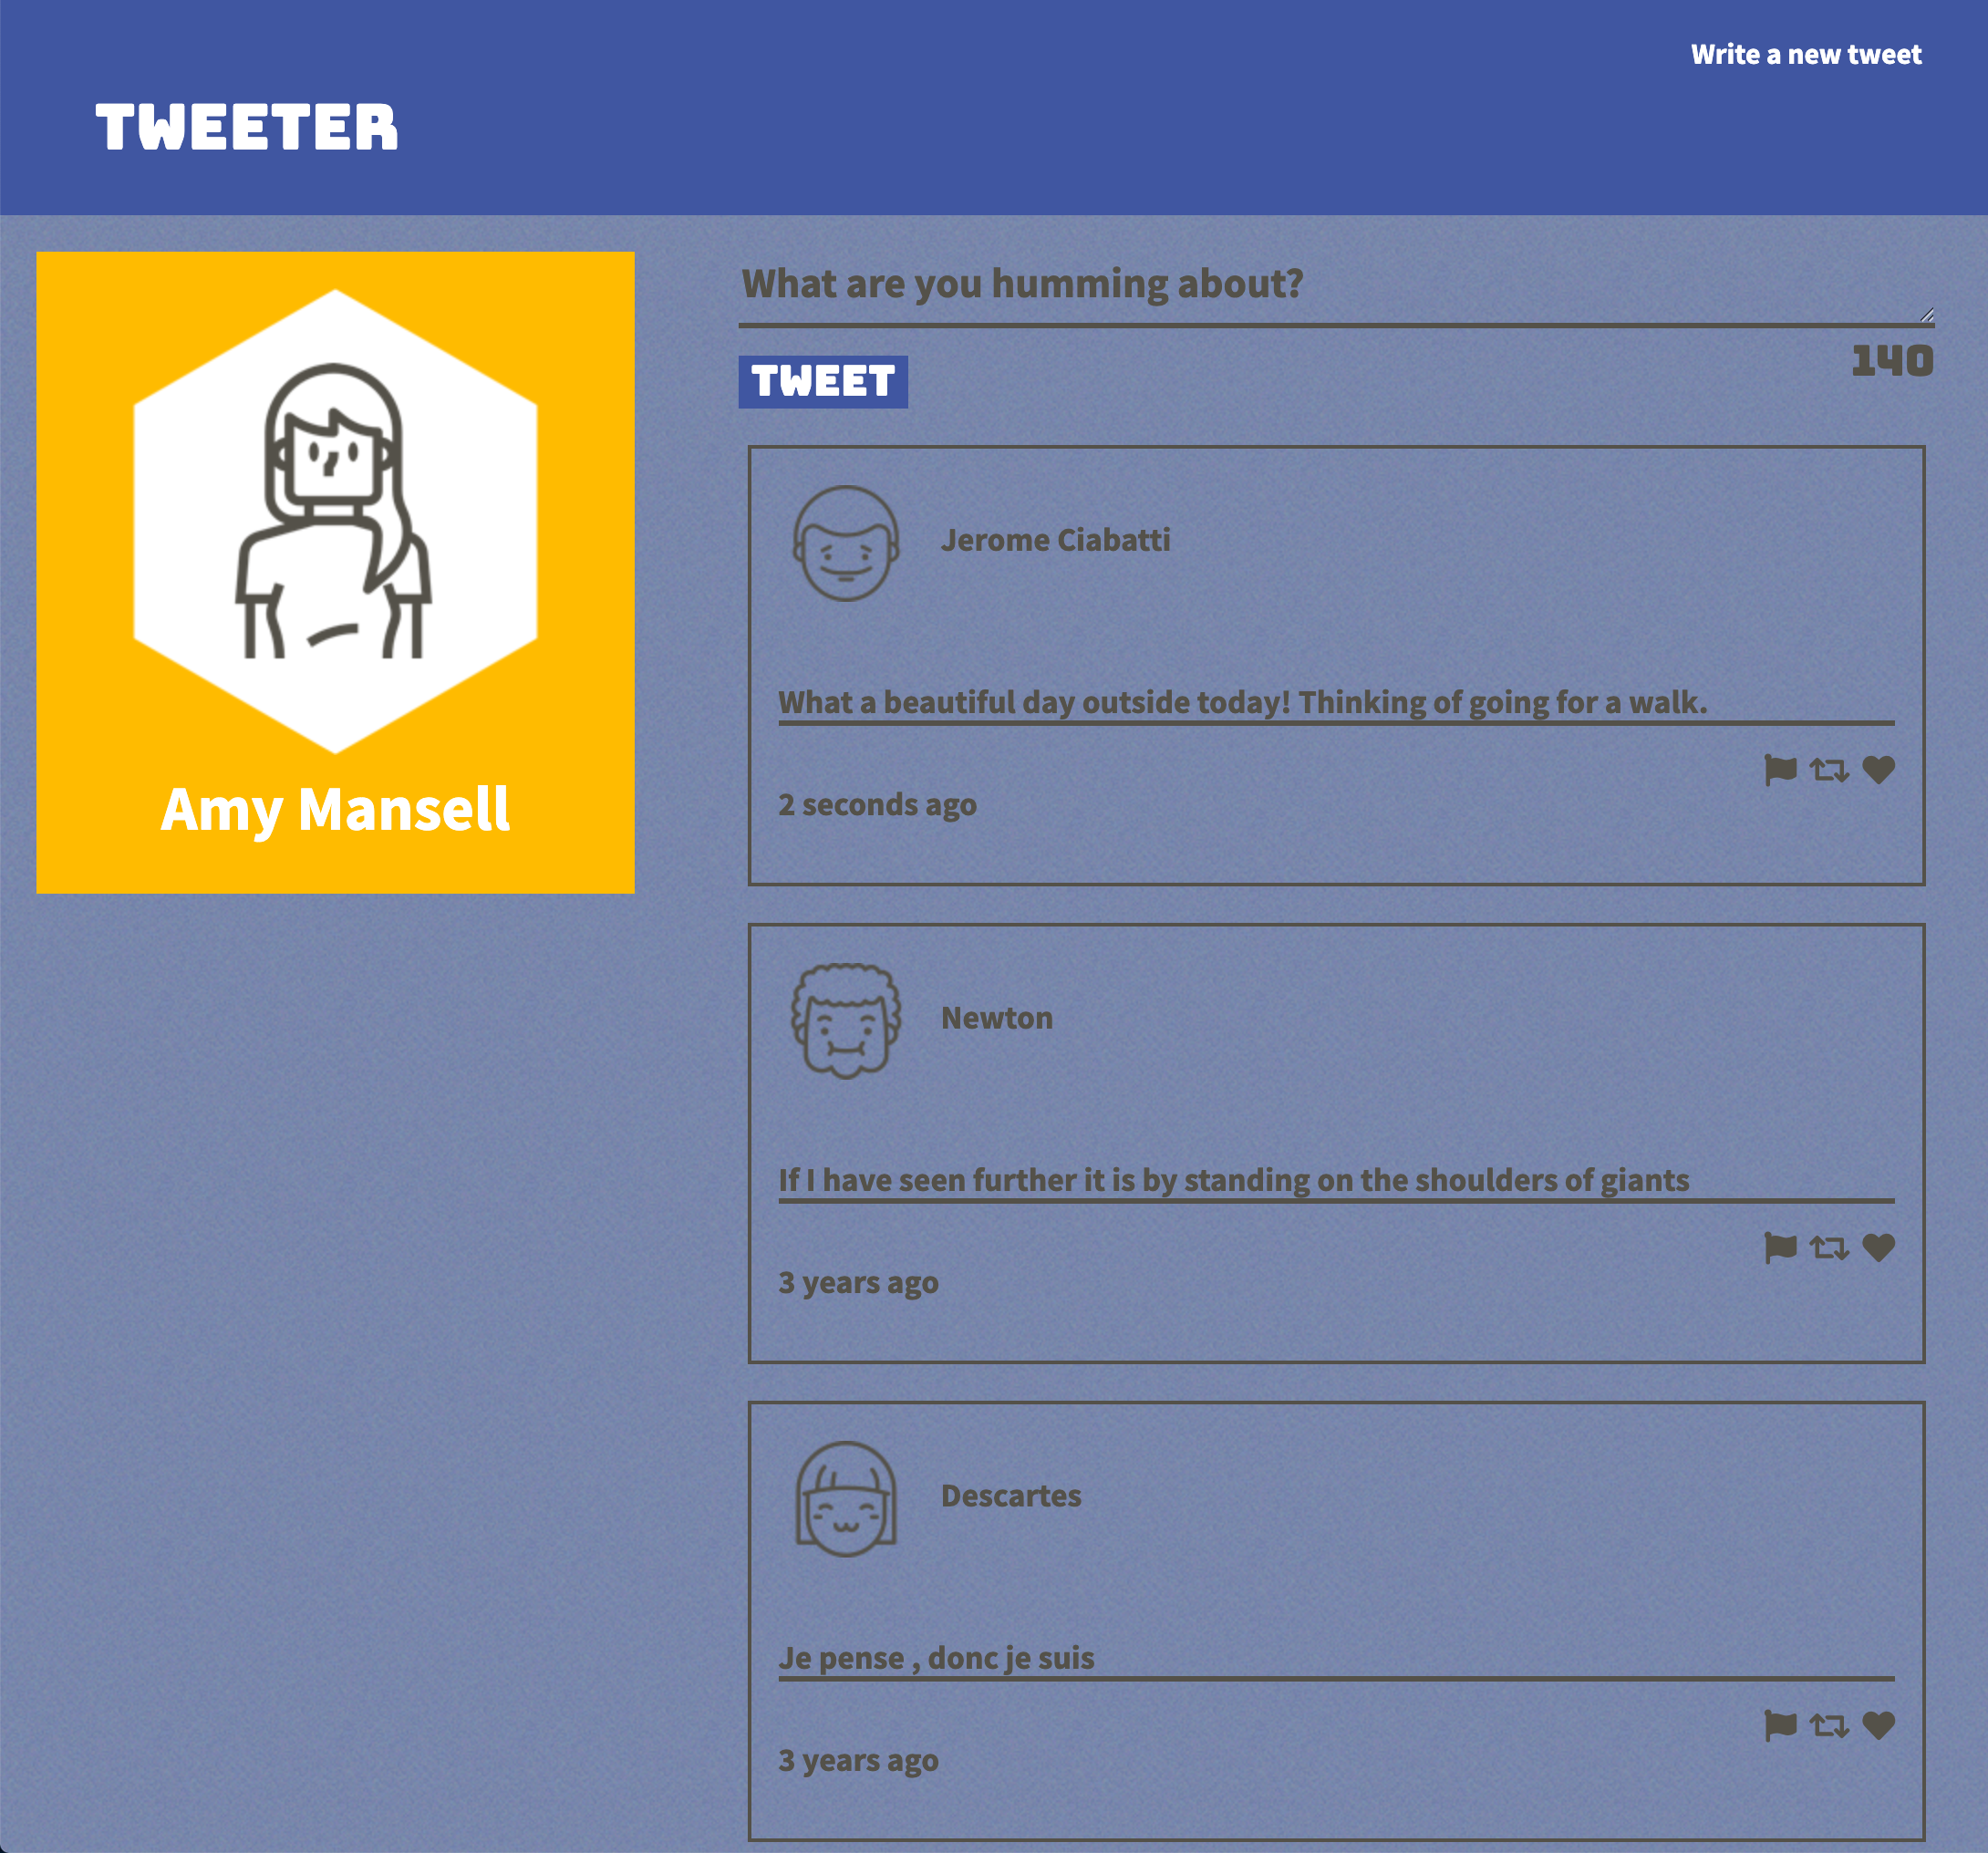 Write a new tweet
TWEETER
Amy Mansell
What are you humming about?
TWEET
140
Jerome Ciabatti
What a beautiful day outside today! Thinking of going for a walk.
2 seconds ago
Newton
If I have seen further it is by standing on the shoulders of giants
3 years ago
Descartes
Je pense , donc je suis
3 years ago